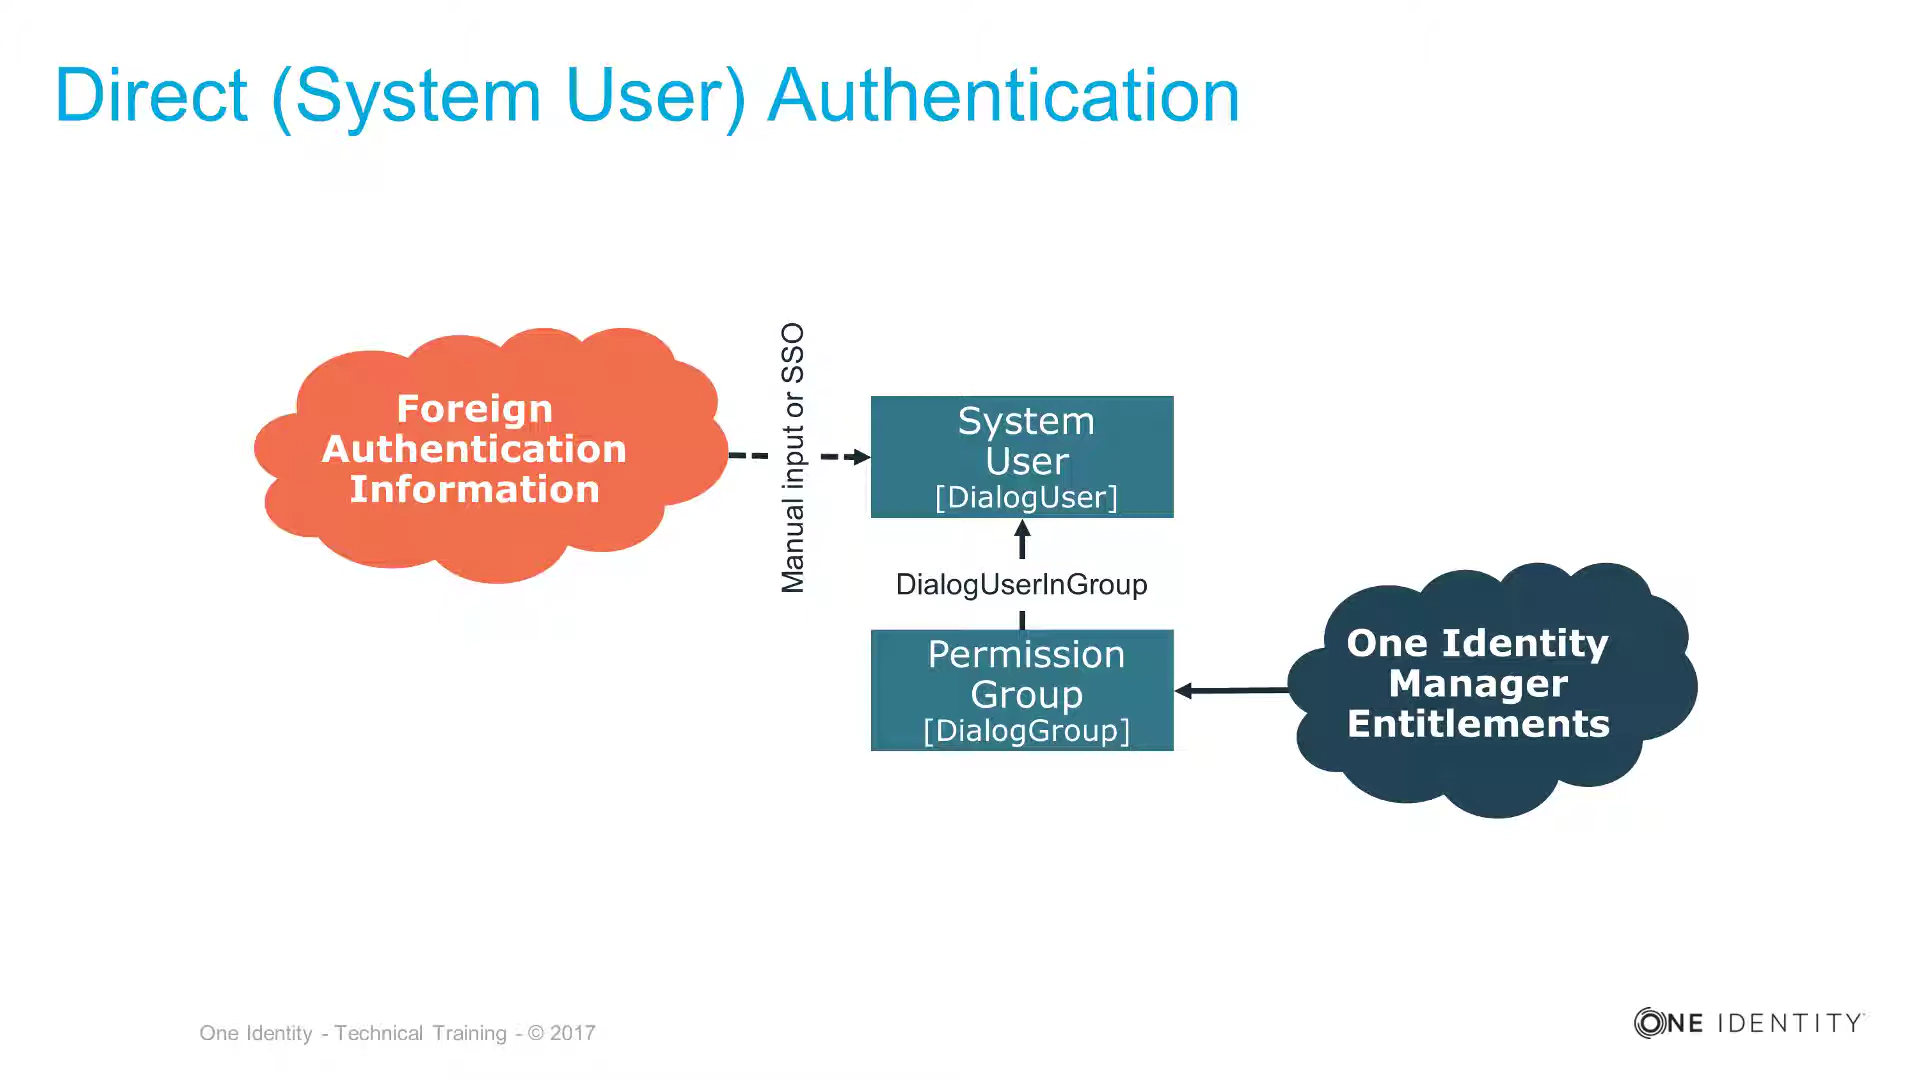 Direct (System User) Authentication
Foreign
Authentication
Information
Manual input or SSO
System
User
[DialogUser]
DialogUserInGroup
Permission
Group
[DialogGroup]
One Identity
Manager
Entitlements
One Identity - Technical Training - © 2017
ONE IDENTITY